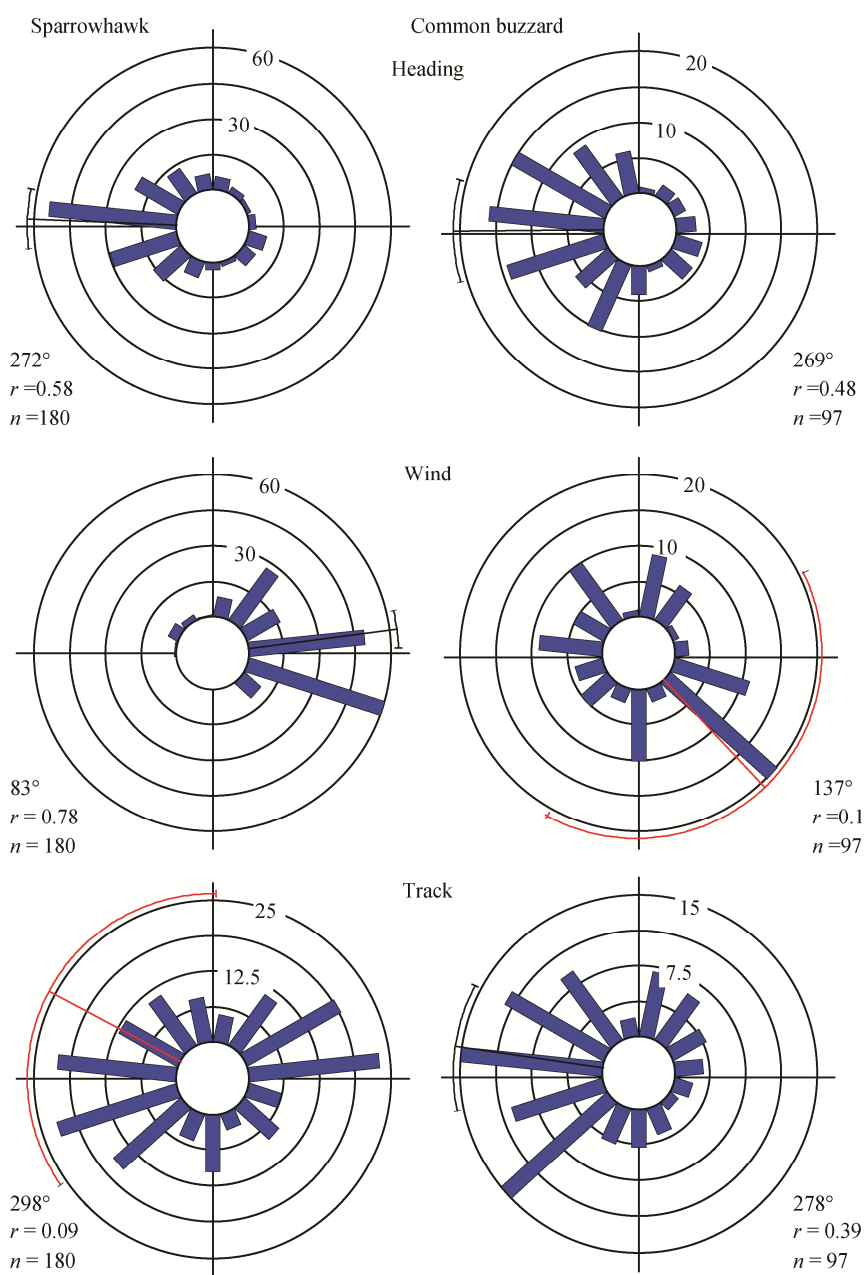 Sparrowhawk
Common buzzard
Heading
60
30
20
10
272°
r =0.58
n =180
269°
r =0.48
n =97
Wind
60
30
20
10
83°
r = 0.78
n = 180
137°
r =0.1
n =97
Track
25
12.5
15
7.5
298°
r = 0.09
n = 180
278°
r = 0.39
n = 97